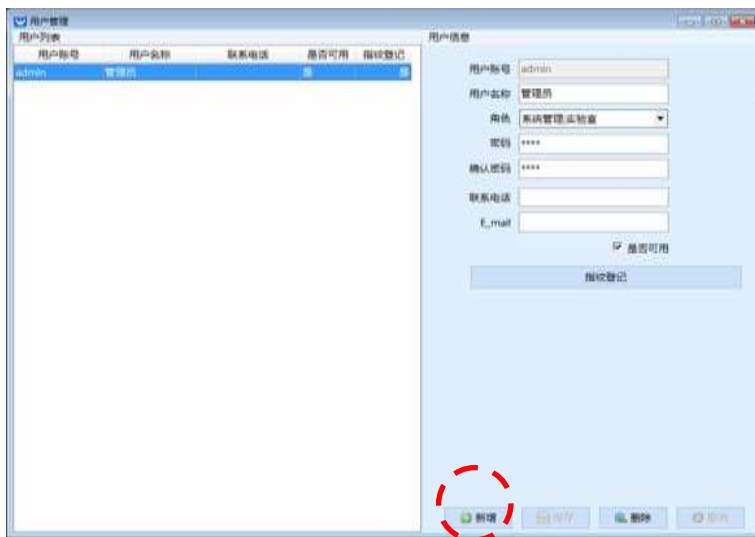 用户管理
用户列表
用户账号 用户名称 联系电话 是否可用 指纹登记
admin 管理员 是 是
用户信息
用户账号 admin
用户名称 管理员
角色 系统管理,实验室
密码 ****
确认密码 ****
联系电话
E_mail
是否可用
指纹登记
新增 保存 删除 取消